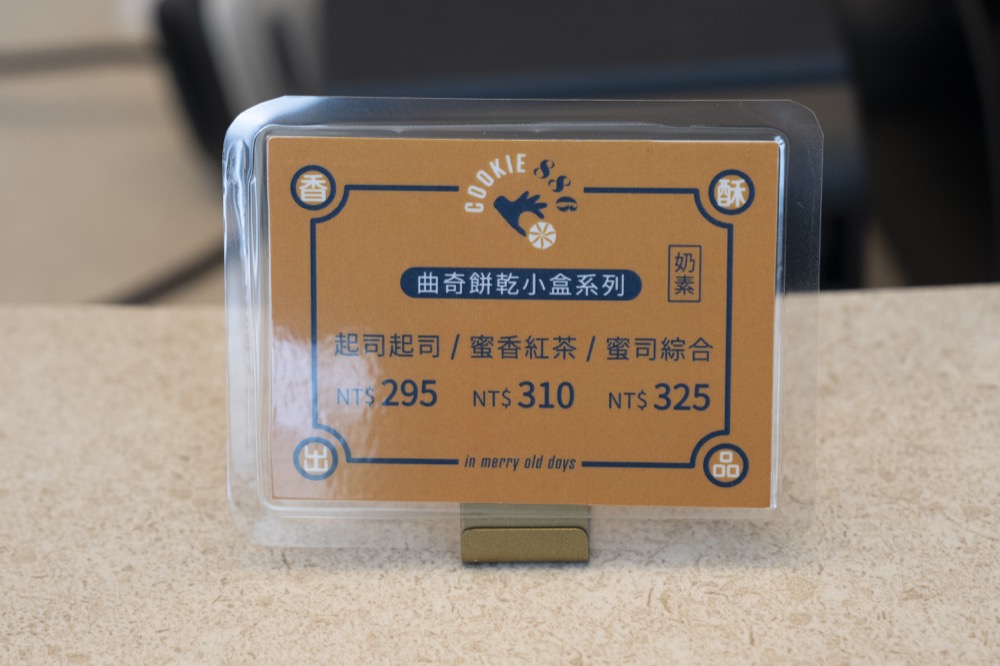 COOKIE 886
香
酥
奶素
曲奇餅乾小盒系列
起司起司 / 蜜香紅茶 / 蜜司綜合
NT$ 295 NT$ 310 NT$ 325
出
in merry old days
品